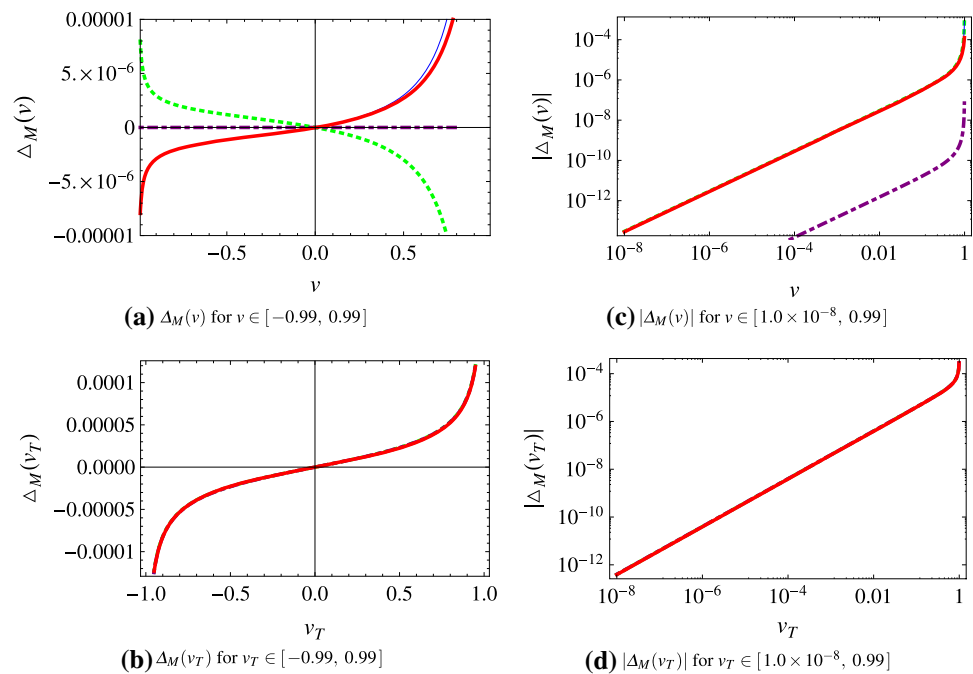 0.00001
5.×10⁻⁶
0
−5.×10⁻⁶
−0.00001
△_M(v)
−0.5 0.0 0.5
v
(a) Δ_M(v) for v ∈ [−0.99, 0.99]
10⁻⁴
10⁻⁶
10⁻⁸
10⁻¹⁰
10⁻¹²
|△_M(v)|
10⁻⁸ 10⁻⁶ 10⁻⁴ 0.01 1
v
(c) |Δ_M(v)| for v ∈ [1.0 × 10⁻⁸, 0.99]
0.0001
0.00005
0.0000
−0.00005
−0.0001
△_M(v_T)
−1.0 −0.5 0.0 0.5 1.0
v_T
(b) Δ_M(v_T) for v_T ∈ [−0.99, 0.99]
10⁻⁴
10⁻⁶
10⁻⁸
10⁻¹⁰
10⁻¹²
|△_M(v_T)|
10⁻⁸ 10⁻⁶ 10⁻⁴ 0.01 1
v_T
(d) |Δ_M(v_T)| for v_T ∈ [1.0 × 10⁻⁸, 0.99]